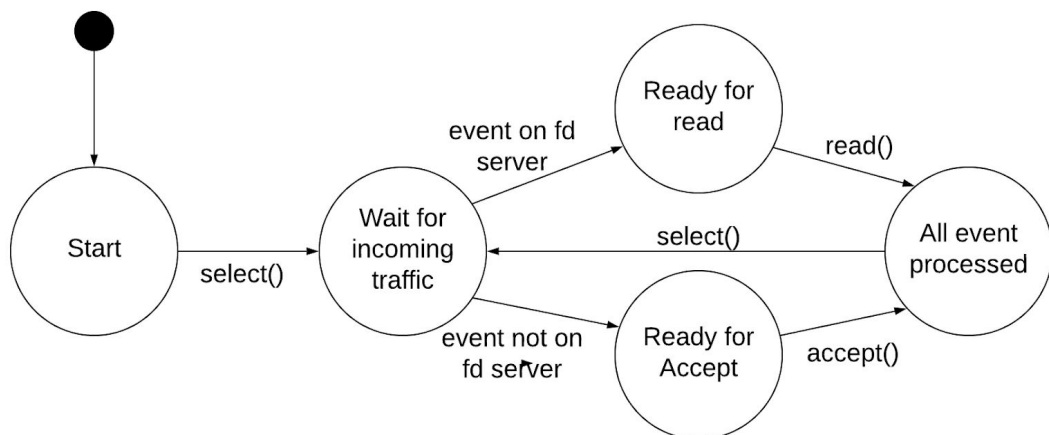 Start
select()
Wait for
incoming
traffic
event on fd
server
Ready for
read
read()
select()
All event
processed
event not on
fd server
Ready for
Accept
accept()